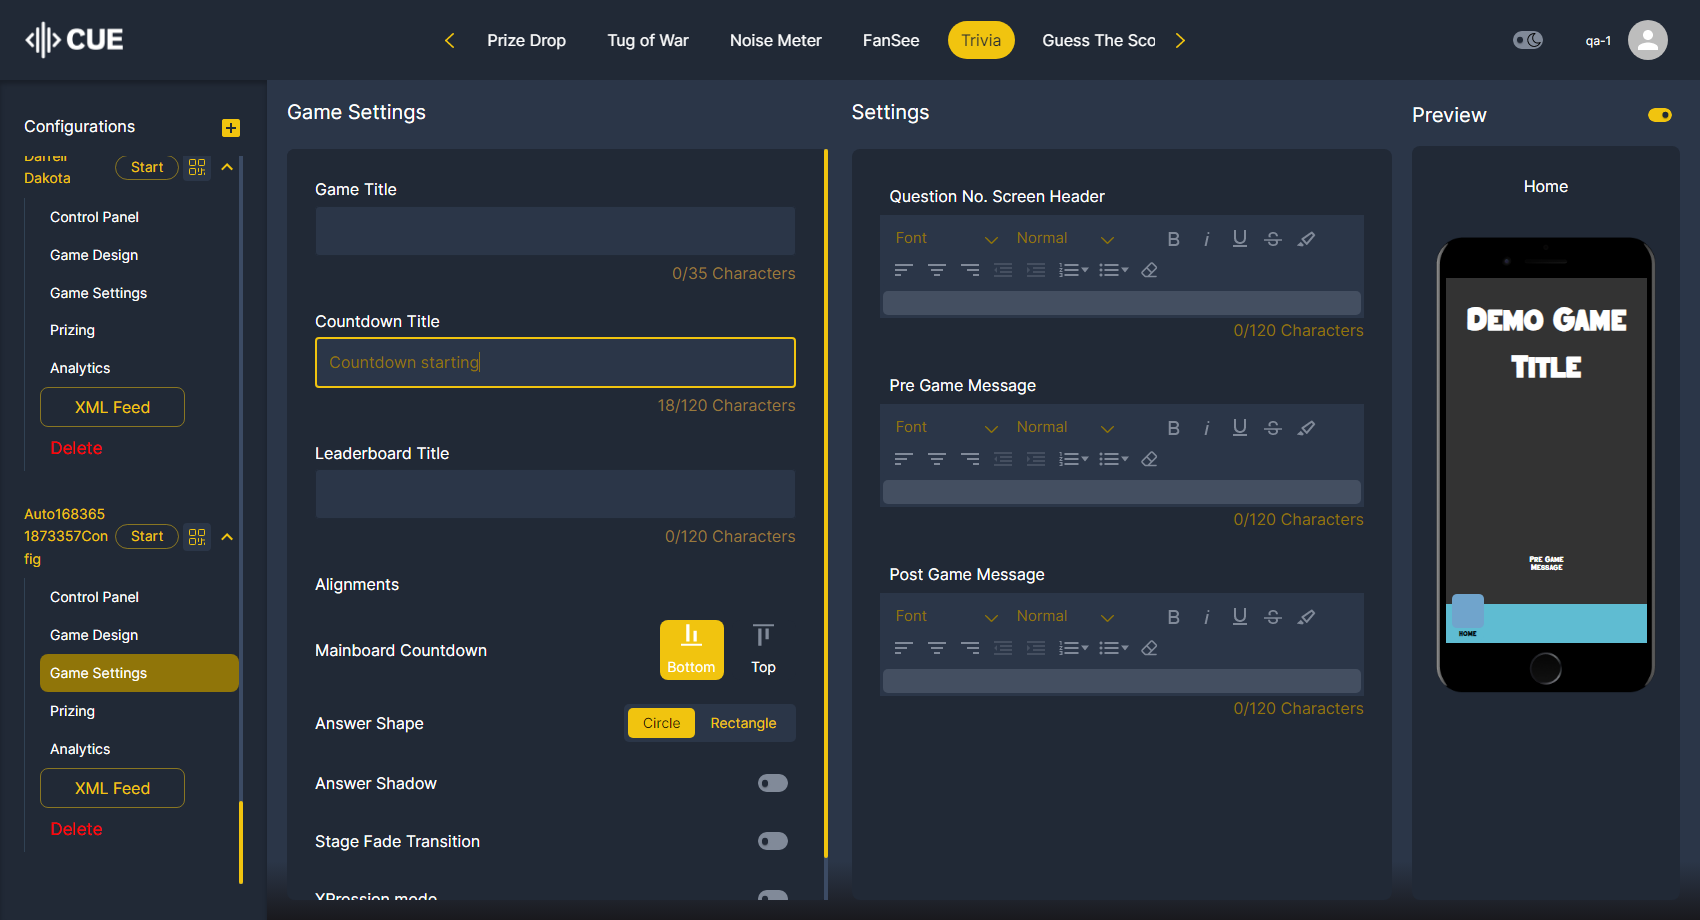 CUE
Prize Drop
Tug of War
Noise Meter
FanSee
Trivia
Guess The Sco
qa-1
Configurations
Darrell
Dakota
Start
Control Panel
Game Design
Game Settings
Prizing
Analytics
XML Feed
Delete
Auto168365
1873357Con
fig
Start
Control Panel
Game Design
Game Settings
Prizing
Analytics
XML Feed
Delete
Game Settings
Game Title
0/35 Characters
Countdown Title
Countdown starting
18/120 Characters
Leaderboard Title
0/120 Characters
Alignments
Mainboard Countdown
Bottom
Top
Answer Shape
Circle
Rectangle
Answer Shadow
Stage Fade Transition
XPression mode
Settings
Question No. Screen Header
Font
Normal
B i U S
0/120 Characters
Pre Game Message
Font
Normal
B i U S
0/120 Characters
Post Game Message
Font
Normal
B i U S
0/120 Characters
Preview
Home
Demo Game
Title
Pre Game
Message
Home